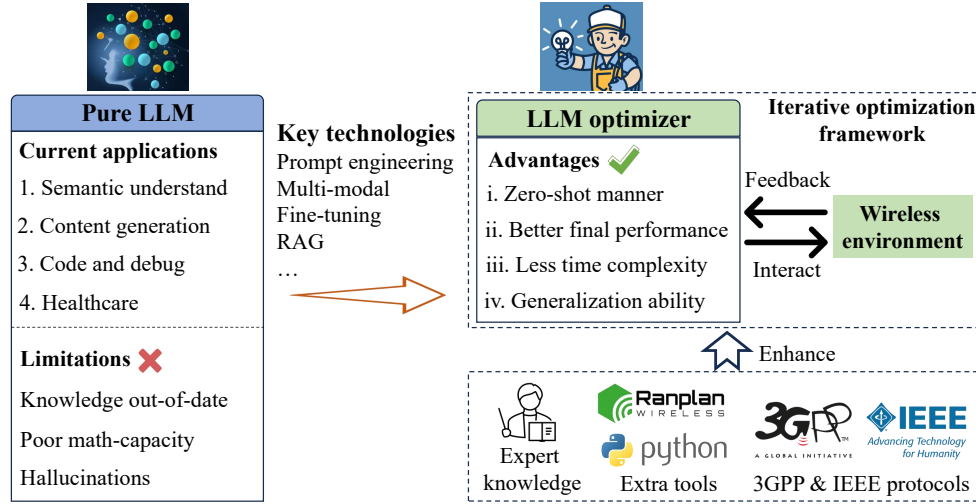 Pure LLM
Current applications
1. Semantic understand
2. Content generation
3. Code and debug
4. Healthcare
Limitations
Knowledge out-of-date
Poor math-capacity
Hallucinations
Key technologies
Prompt engineering
Multi-modal
Fine-tuning
RAG
…
LLM optimizer
Advantages
i. Zero-shot manner
ii. Better final performance
iii. Less time complexity
iv. Generalization ability
Iterative optimization
framework
Feedback
Interact
Wireless
environment
Enhance
Expert
knowledge
Ranplan
WIRELESS
python
Extra tools
3GPP™
A GLOBAL INITIATIVE
IEEE
Advancing Technology
for Humanity
3GPP & IEEE protocols